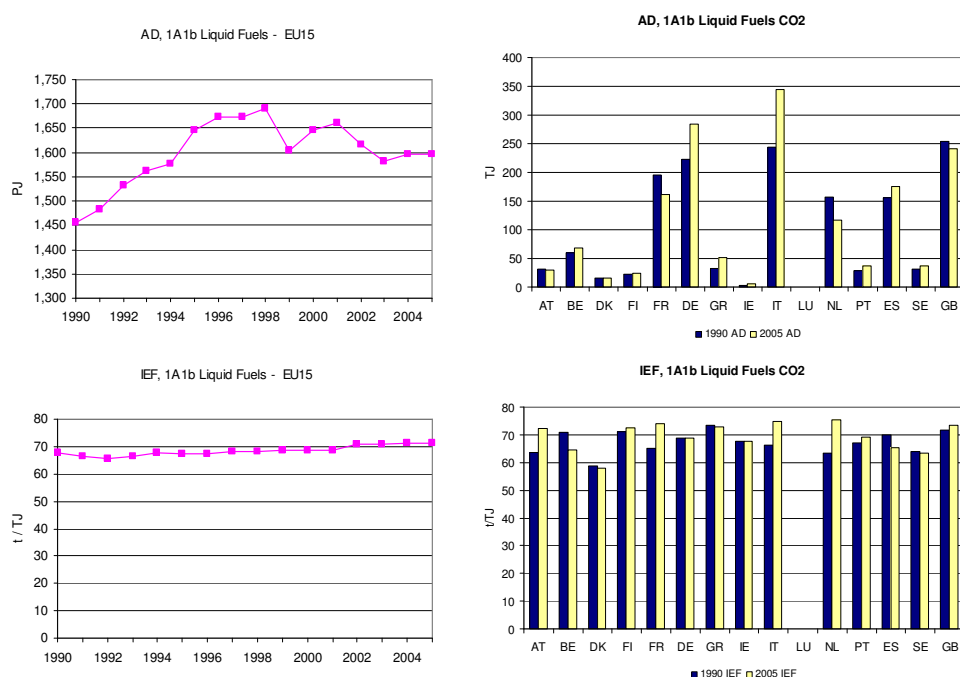 AD, 1A1b Liquid Fuels - EU15
1,750
1,700
1,650
1,600
1,550
1,500
1,450
1,400
1,350
1,300
PJ
1990 1992 1994 1996 1998 2000 2002 2004
AD, 1A1b Liquid Fuels CO2
400
350
300
250
200
150
100
50
0
TJ
AT BE DK FI FR DE GR IE IT LU NL PT ES SE GB
1990 AD 2005 AD
IEF, 1A1b Liquid Fuels - EU15
80
70
60
50
40
30
20
10
0
t / TJ
1990 1992 1994 1996 1998 2000 2002 2004
IEF, 1A1b Liquid Fuels CO2
80
70
60
50
40
30
20
10
0
t/TJ
AT BE DK FI FR DE GR IE IT LU NL PT ES SE GB
1990 IEF 2005 IEF